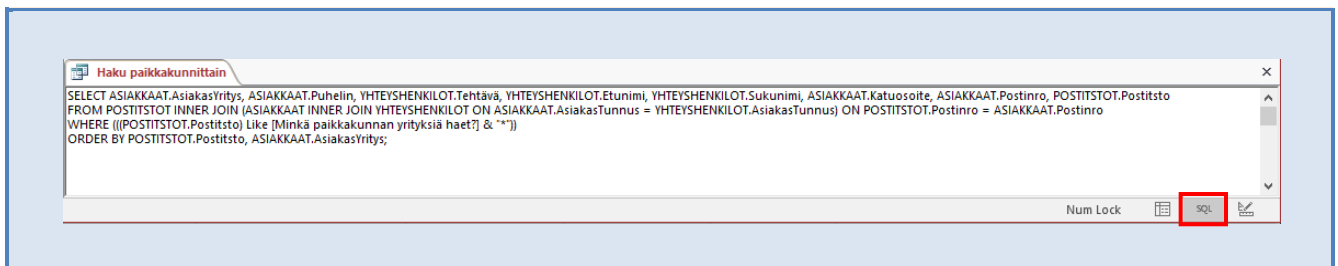 Haku paikkakunnittain
SELECT ASIAKKAAT.AsiakasYritys, ASIAKKAAT.Puhelin, YHTEYSHENKILOT.Tehtävä, YHTEYSHENKILOT.Etunimi, YHTEYSHENKILOT.Sukunimi, ASIAKKAAT.Katuosoite, ASIAKKAAT.Postinro, POSTITSTOT.Postitsto
FROM POSTITSTOT INNER JOIN (ASIAKKAAT INNER JOIN YHTEYSHENKILOT ON ASIAKKAAT.AsiakasTunnus = YHTEYSHENKILOT.AsiakasTunnus) ON POSTITSTOT.Postinro = ASIAKKAAT.Postinro
WHERE (((POSTITSTOT.Postitsto) Like [Minkä paikkakunnan yrityksiä haet?] & "*"))
ORDER BY POSTITSTOT.Postitsto, ASIAKKAAT.AsiakasYritys;
Num Lock SQL